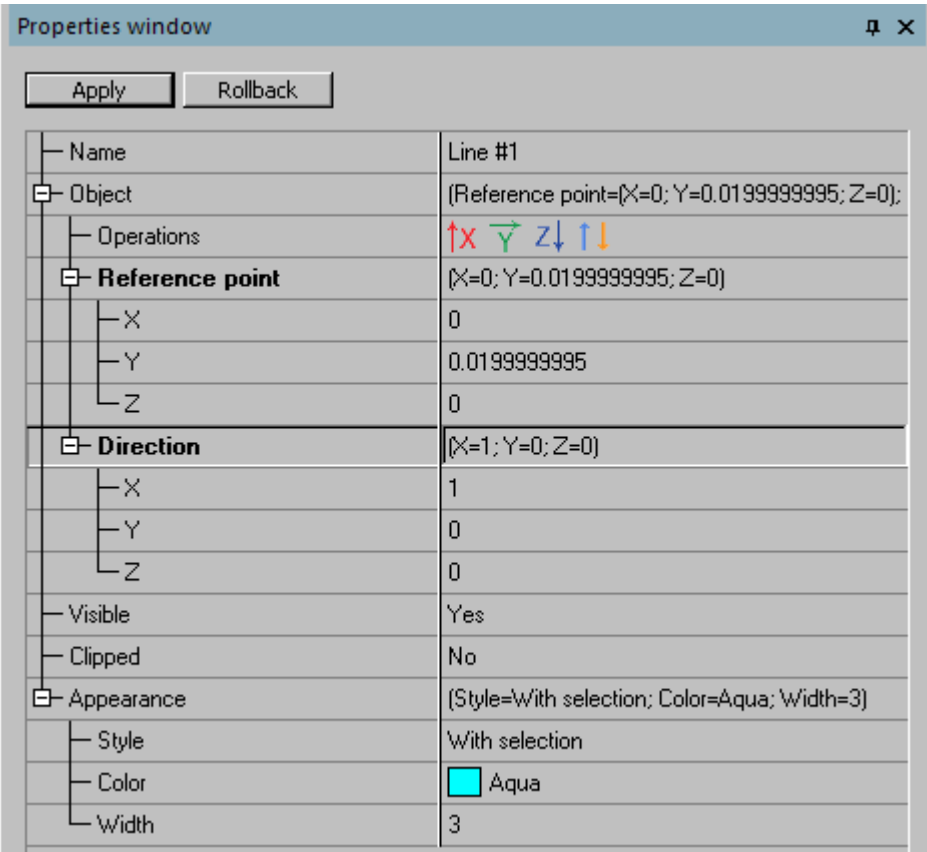 Properties window
Apply Rollback
Name Line #1
Object (Reference point=(X=0; Y=0.0199999995; Z=0);
Operations X Y Z
Reference point (X=0; Y=0.0199999995; Z=0)
X 0
Y 0.0199999995
Z 0
Direction (X=1; Y=0; Z=0)
X 1
Y 0
Z 0
Visible Yes
Clipped No
Appearance (Style=With selection; Color=Aqua; Width=3)
Style With selection
Color Aqua
Width 3